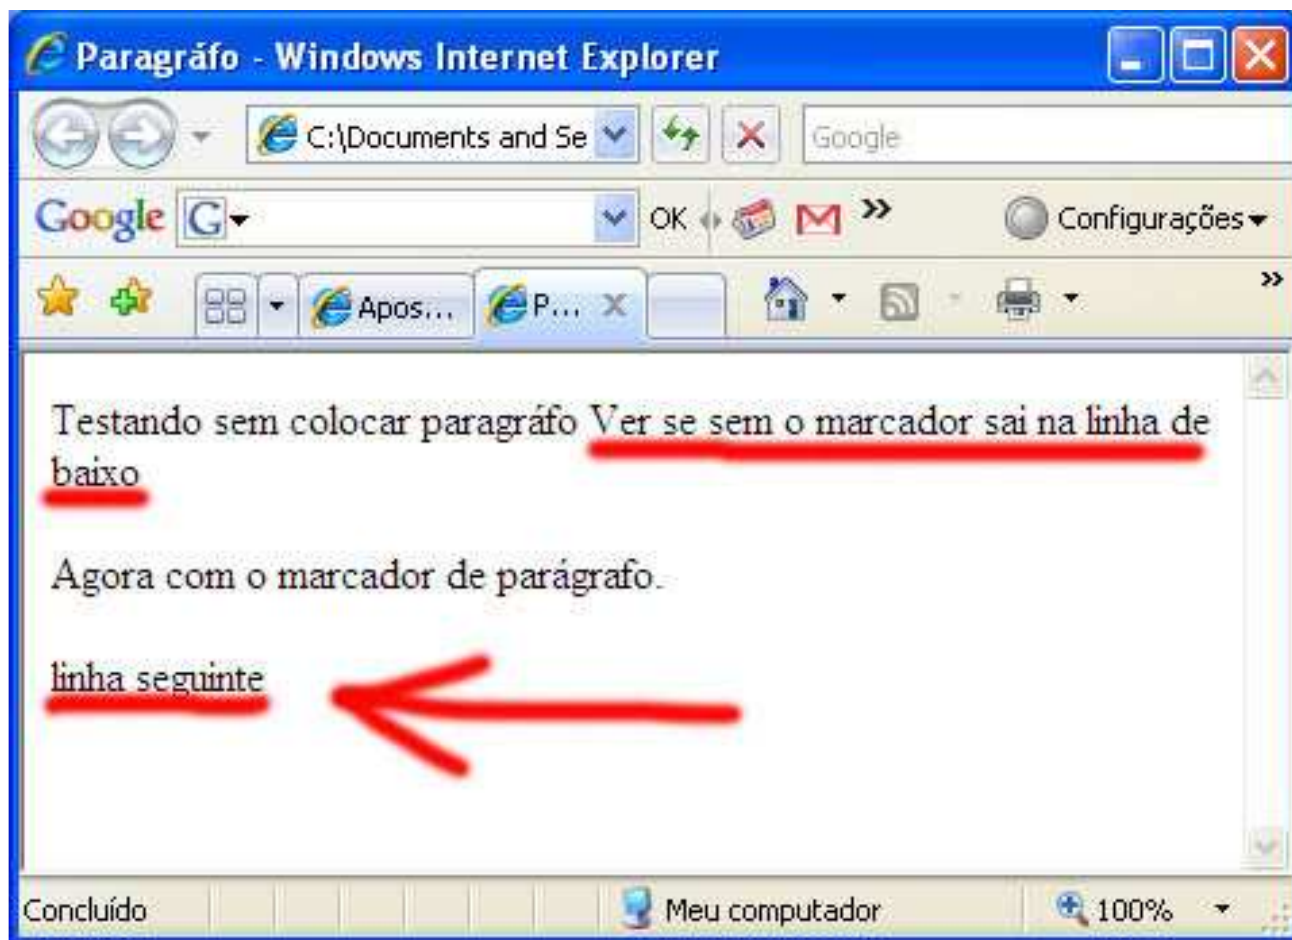 Paragráfo - Windows Internet Explorer
C:\Documents and Se
Google
Google G OK » Configurações
Apos... P... »
Testando sem colocar paragráfo Ver se sem o marcador sai na linha de
baixo
Agora com o marcador de parágrafo.
linha seguinte
Concluído Meu computador 100%